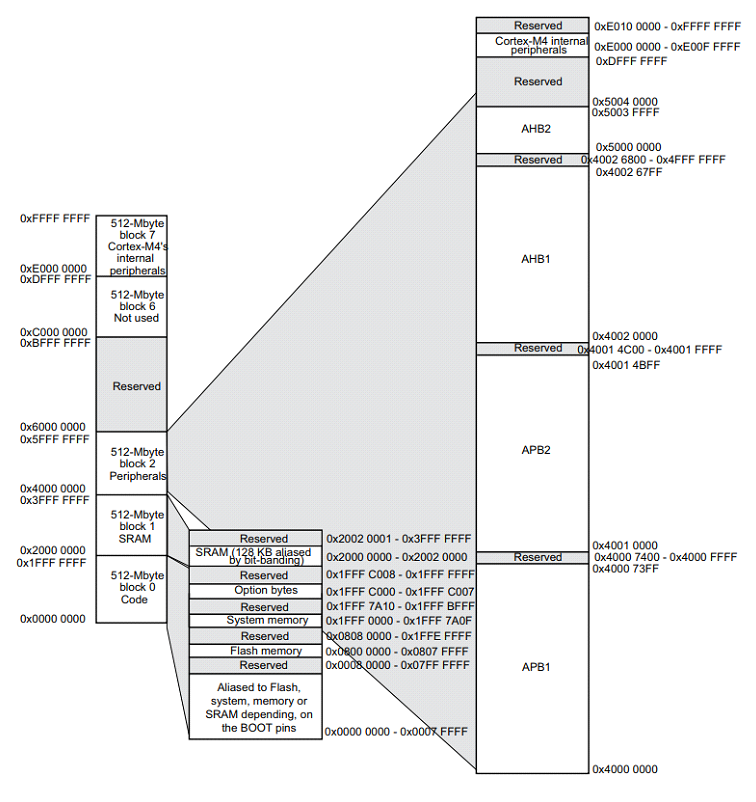 0xFFFF FFFF
512-Mbyte
block 7
Cortex-M4's
internal
peripherals
0xE000 0000
0xDFFF FFFF
512-Mbyte
block 6
Not used
0xC000 0000
0xBFFF FFFF
Reserved
0x6000 0000
0x5FFF FFFF
512-Mbyte
block 2
Peripherals
0x4000 0000
0x3FFF FFFF
512-Mbyte
block 1
SRAM
0x2000 0000
0x1FFF FFFF
512-Mbyte
block 0
Code
0x0000 0000
Reserved 0x2002 0001 - 0x3FFF FFFF
SRAM (128 KB aliased
by bit-banding)
0x2000 0000 - 0x2002 0000
Reserved 0x1FFF C008 - 0x1FFF FFFF
Option bytes 0x1FFF C000 - 0x1FFF C007
Reserved 0x1FFF 7A10 - 0x1FFF BFFF
System memory 0x1FFF 0000 - 0x1FFF 7A0F
Reserved 0x0808 0000 - 0x1FFE FFFF
Flash memory 0x0800 0000 - 0x0807 FFFF
Reserved 0x0008 0000 - 0x07FF FFFF
Aliased to Flash,
system, memory or
SRAM depending, on
the BOOT pins
0x0000 0000 - 0x0007 FFFF
Reserved 0xE010 0000 - 0xFFFF FFFF
Cortex-M4 internal
peripherals
0xE000 0000 - 0xE00F FFFF
0xDFFF FFFF
Reserved
0x5004 0000
0x5003 FFFF
AHB2
0x5000 0000
Reserved 0x4002 6800 - 0x4FFF FFFF
0x4002 67FF
AHB1
0x4002 0000
Reserved 0x4001 4C00 - 0x4001 FFFF
0x4001 4BFF
APB2
0x4001 0000
Reserved 0x4000 7400 - 0x4000 FFFF
0x4000 73FF
APB1
0x4000 0000